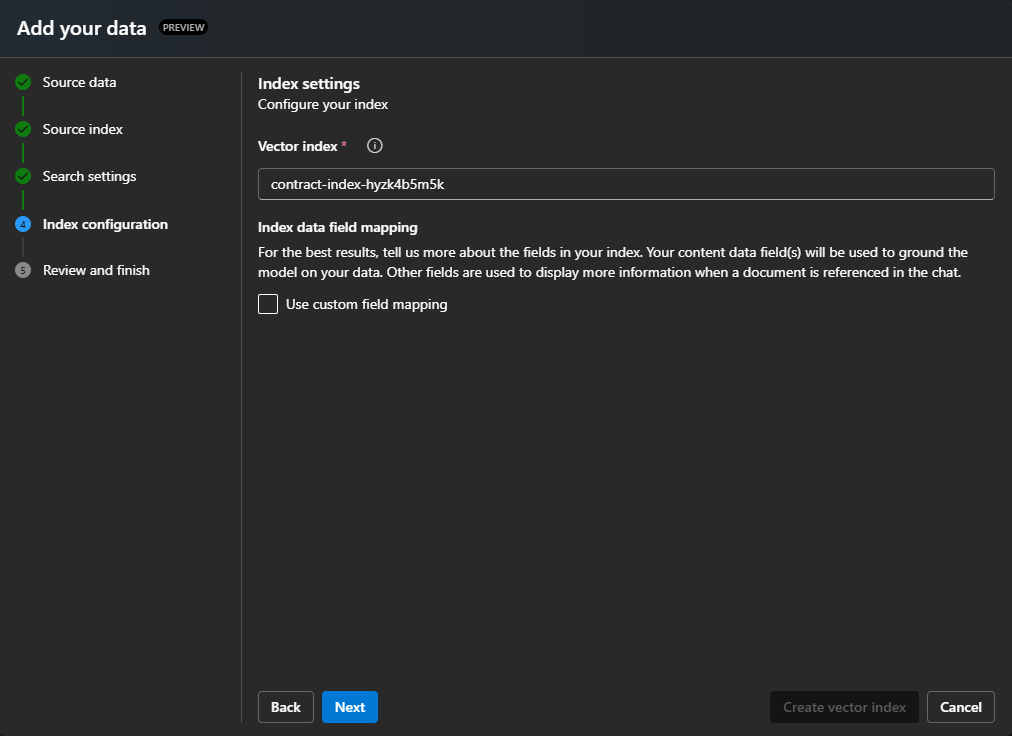 Add your data PREVIEW
Source data
Source index
Search settings
4 Index configuration
5 Review and finish
Index settings
Configure your index
Vector index *
contract-index-hyzk4b5m5k
Index data field mapping
For the best results, tell us more about the fields in your index. Your content data field(s) will be used to ground the
model on your data. Other fields are used to display more information when a document is referenced in the chat.
Use custom field mapping
Back Next Create vector index Cancel